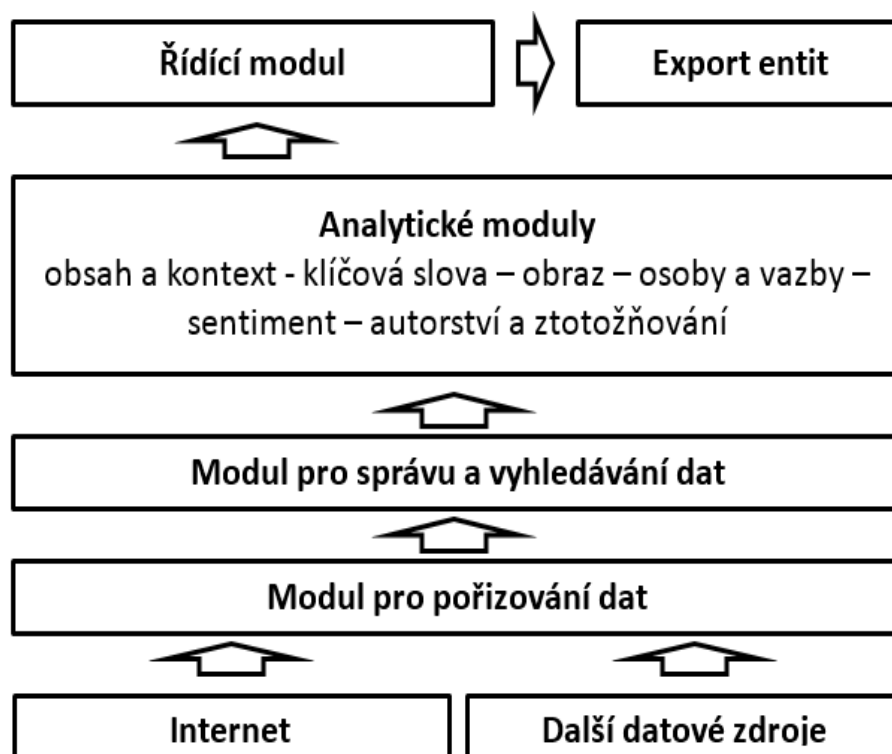 Řídící modul
Export entit
Analytické moduly
obsah a kontext - klíčová slova – obraz – osoby a vazby –
sentiment – autorství a ztotožňování
Modul pro správu a vyhledávání dat
Modul pro pořizování dat
Internet
Další datové zdroje